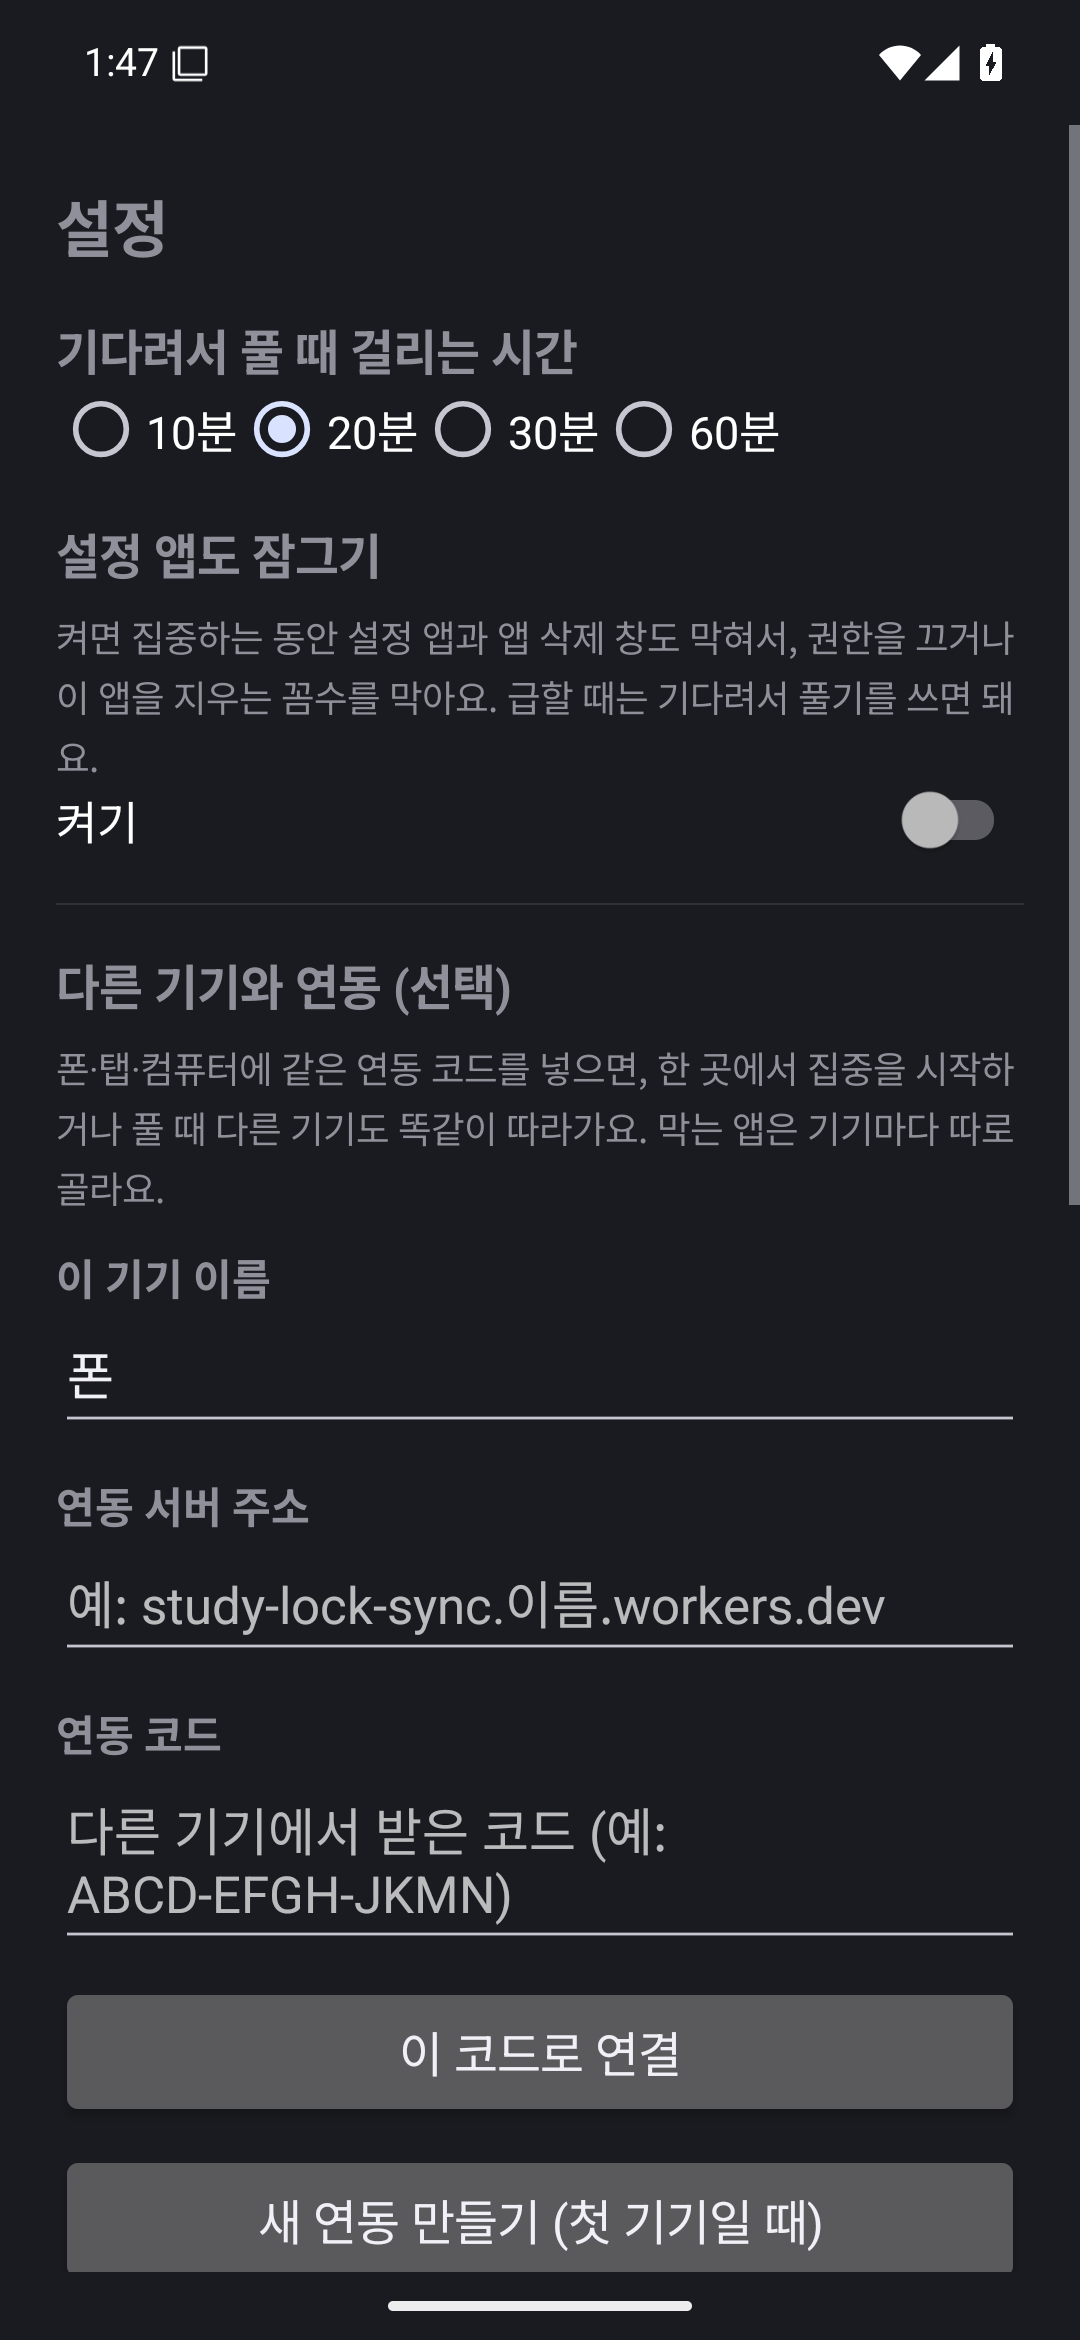 1:47
설정
기다려서 풀 때 걸리는 시간
10분 20분 30분 60분
설정 앱도 잠그기
켜면 집중하는 동안 설정 앱과 앱 삭제 창도 막혀서, 권한을 끄거나
이 앱을 지우는 꼼수를 막아요. 급할 때는 기다려서 풀기를 쓰면 돼
요.
켜기
다른 기기와 연동 (선택)
폰·탭·컴퓨터에 같은 연동 코드를 넣으면, 한 곳에서 집중을 시작하
거나 풀 때 다른 기기도 똑같이 따라가요. 막는 앱은 기기마다 따로
골라요.
이 기기 이름
폰
연동 서버 주소
예: study-lock-sync.이름.workers.dev
연동 코드
다른 기기에서 받은 코드 (예:
ABCD-EFGH-JKMN)
이 코드로 연결
새 연동 만들기 (첫 기기일 때)